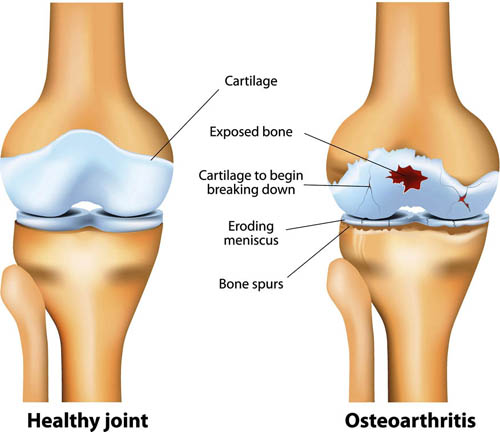 Cartilage
Exposed bone
Cartilage to begin
breaking down
Eroding
meniscus
Bone spurs
Healthy joint
Osteoarthritis